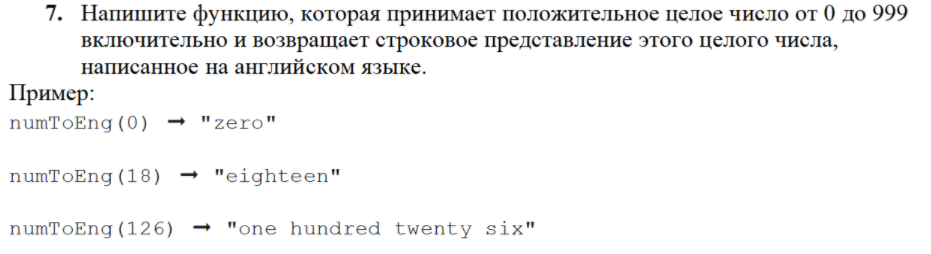 7. Напишите функцию, которая принимает положительное целое число от 0 до 999
включительно и возвращает строковое представление этого целого числа,
написанное на английском языке.
Пример:
numToEng(0) ➞ "zero"
numToEng(18) ➞ "eighteen"
numToEng(126) ➞ "one hundred twenty six"